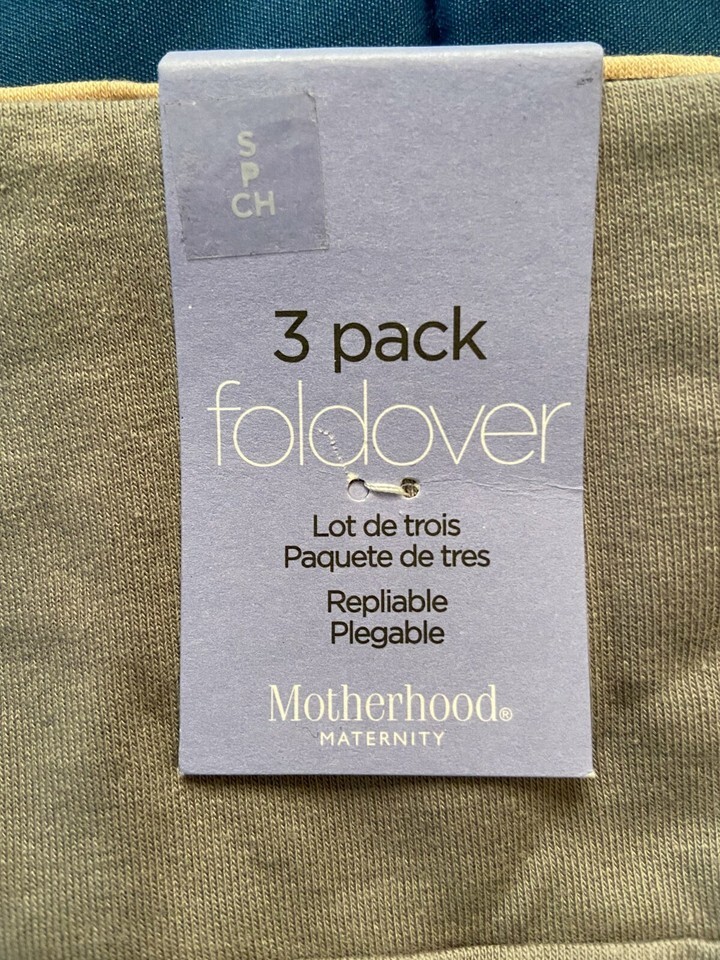 S
P
CH
3 pack
foldover
Lot de trois
Paquete de tres
Repliable
Plegable
Motherhood®
MATERNITY